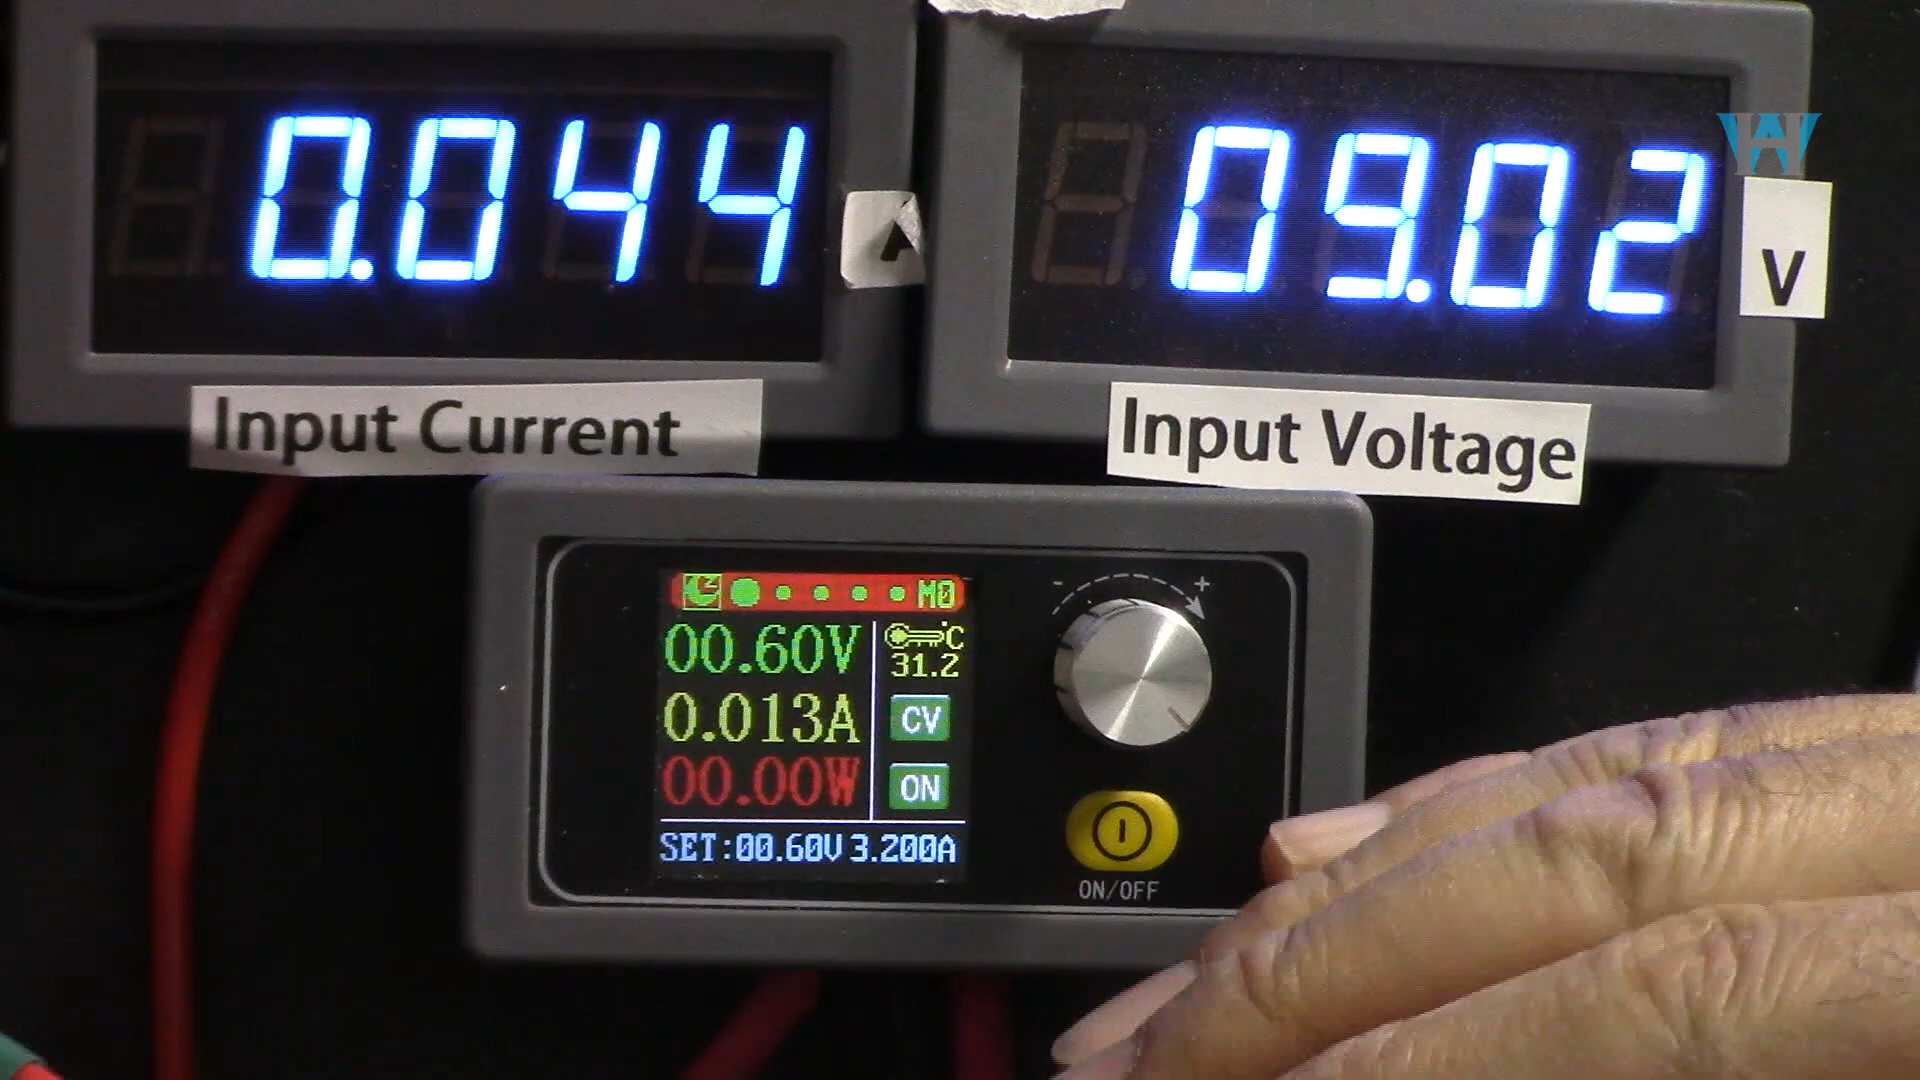 0.044
A
09.02
V
Input Current
Input Voltage
M0
00.60V
°C
31.2
0.013A
CV
00.00W
ON
SET:00.60V 3.200A
- +
ON/OFF